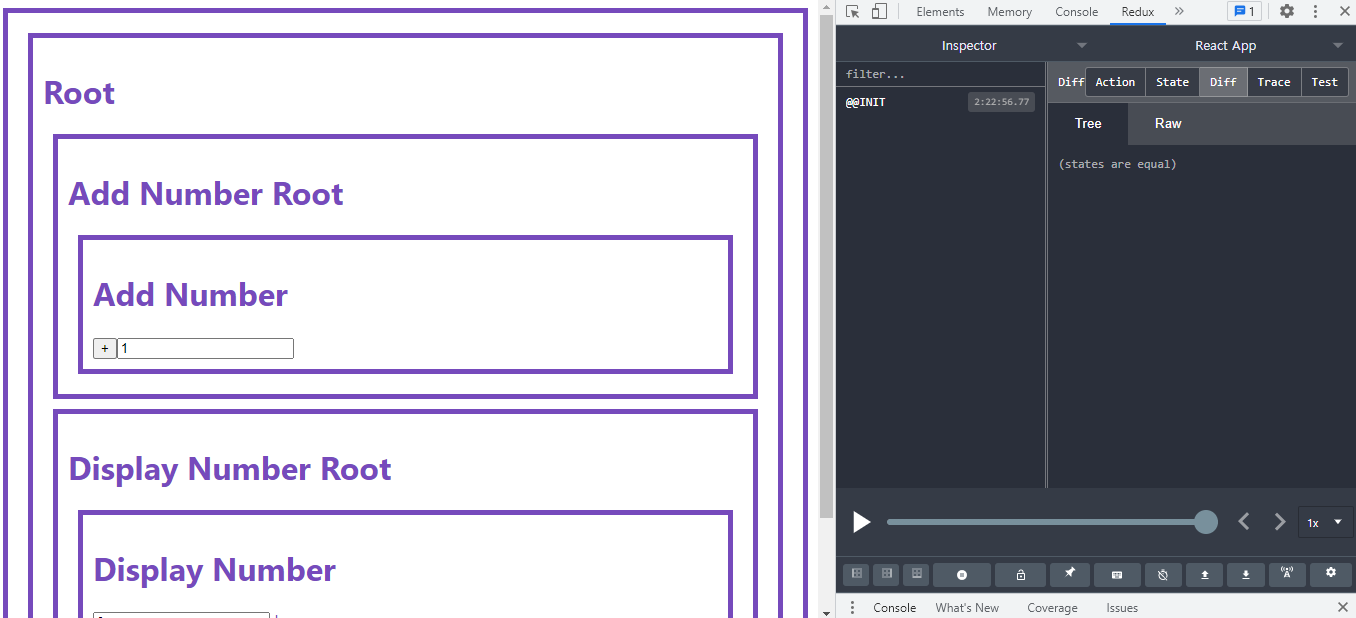 Root
Add Number Root
Add Number
+ 1
Display Number Root
Display Number
Elements Memory Console Redux 1
Inspector React App
filter...
Diff Action State Diff Trace Test
@@INIT 2:22:56.77
Tree Raw
(states are equal)
1x
Console What's New Coverage Issues